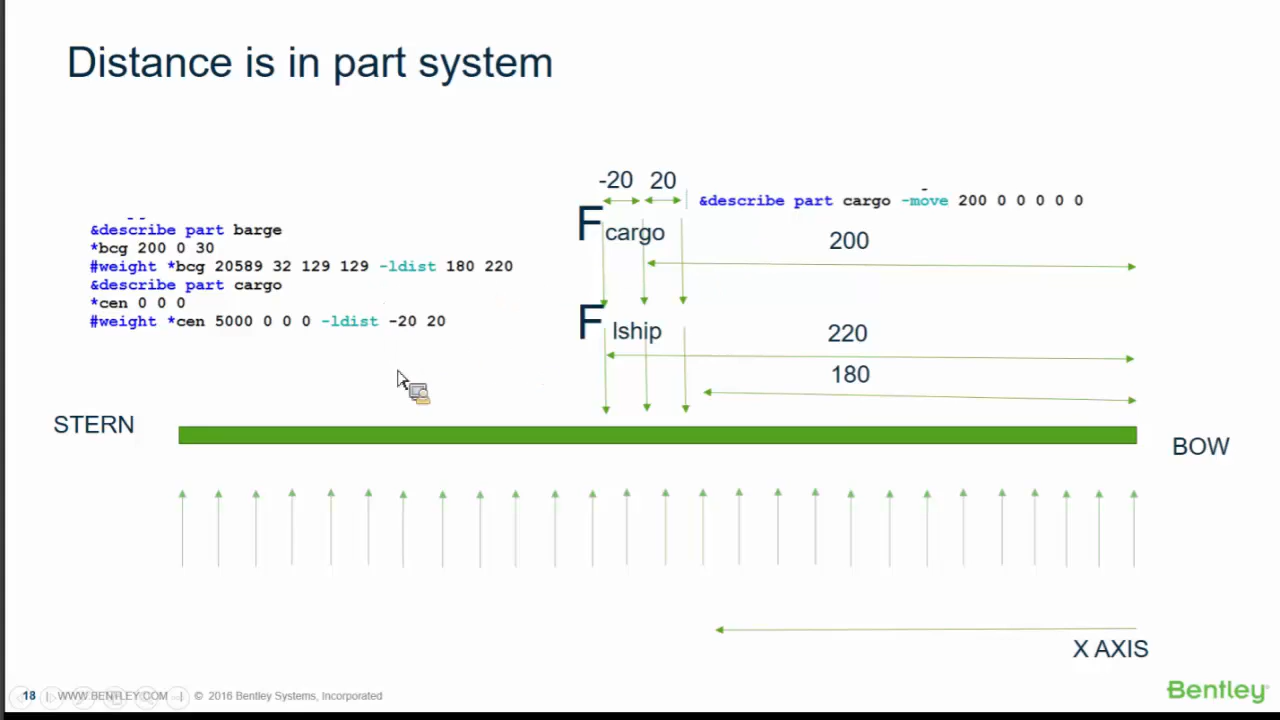 Distance is in part system
-20 20
&describe part cargo -move 200 0 0 0 0 0
F cargo
200
&describe part barge
*bcg 200 0 30
#weight *bcg 20589 32 129 129 -ldist 180 220
&describe part cargo
*cen 0 0 0
#weight *cen 5000 0 0 0 -ldist -20 20
F lship
220
180
STERN
BOW
X AXIS
18 | WWW.BENTLEY.COM | © 2016 Bentley Systems, Incorporated
Bentley